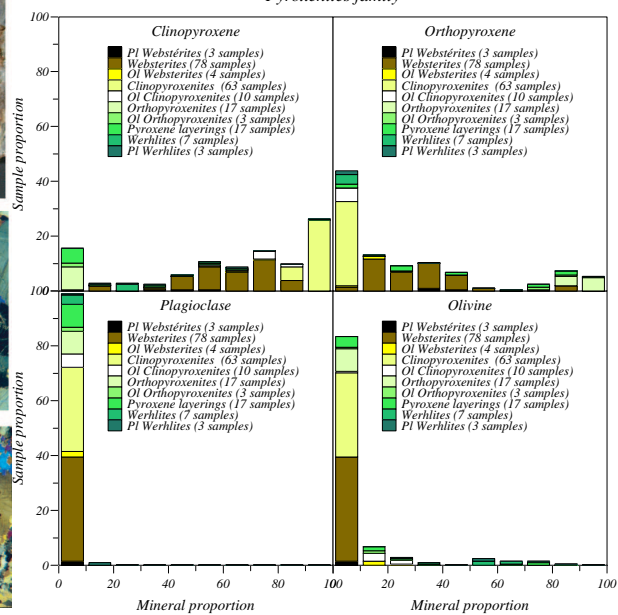 Pyroxenites family
Clinopyroxene
Orthopyroxene
100
80
60
40
20
100
80
60
40
20
0
Sample proportion
Sample proportion
Pl Webstérites (3 samples)
Websterites (78 samples)
Ol Websterites (4 samples)
Clinopyroxenites (63 samples)
Ol Clinopyroxenites (10 samples)
Orthopyroxenites (17 samples)
Ol Orthopyroxenites (3 samples)
Pyroxene layerings (17 samples)
Werhlites (7 samples)
Pl Werhlites (3 samples)
Pl Webstérites (3 samples)
Websterites (78 samples)
Ol Websterites (4 samples)
Clinopyroxenites (63 samples)
Ol Clinopyroxenites (10 samples)
Orthopyroxenites (17 samples)
Ol Orthopyroxenites (3 samples)
Pyroxene layerings (17 samples)
Werhlites (7 samples)
Pl Werhlites (3 samples)
Plagioclase
Olivine
Pl Webstérites (3 samples)
Websterites (78 samples)
Ol Websterites (4 samples)
Clinopyroxenites (63 samples)
Ol Clinopyroxenites (10 samples)
Orthopyroxenites (17 samples)
Ol Orthopyroxenites (3 samples)
Pyroxene layerings (17 samples)
Werhlites (7 samples)
Pl Werhlites (3 samples)
Pl Webstérites (3 samples)
Websterites (78 samples)
Ol Websterites (4 samples)
Clinopyroxenites (63 samples)
Ol Clinopyroxenites (10 samples)
Orthopyroxenites (17 samples)
Ol Orthopyroxenites (3 samples)
Pyroxene layerings (17 samples)
Werhlites (7 samples)
Pl Werhlites (3 samples)
0 20 40 60 80 100 0 20 40 60 80 100
Mineral proportion Mineral proportion